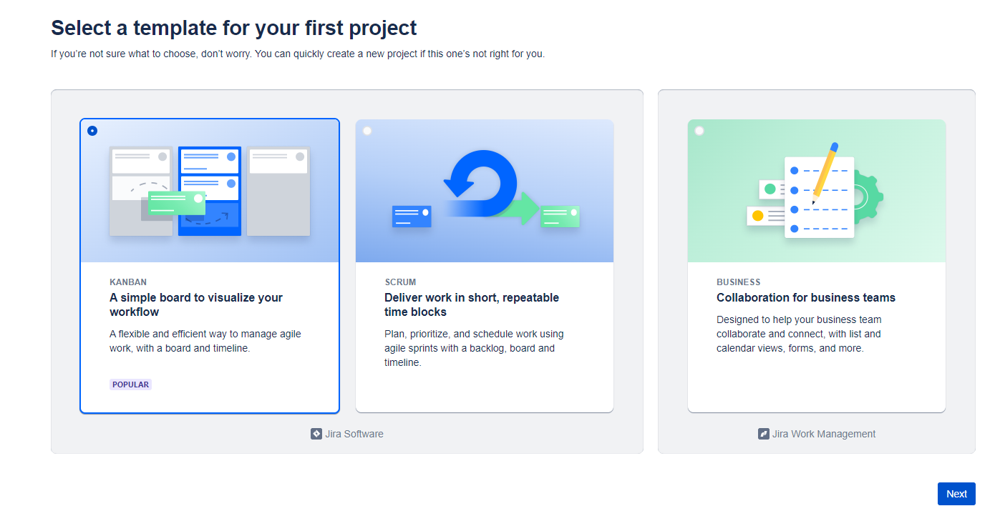 Select a template for your first project
If you’re not sure what to choose, don’t worry. You can quickly create a new project if this one’s not right for you.
KANBAN
A simple board to visualize your
workflow
A flexible and efficient way to manage agile
work, with a board and timeline.
POPULAR
SCRUM
Deliver work in short, repeatable
time blocks
Plan, prioritize, and schedule work using
agile sprints with a backlog, board and
timeline.
Jira Software
BUSINESS
Collaboration for business teams
Designed to help your business team
collaborate and connect, with list and
calendar views, forms, and more.
Jira Work Management
Next